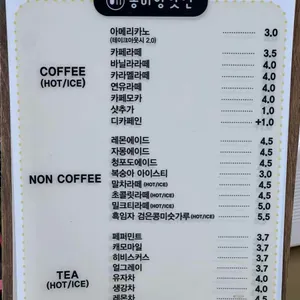 아메리카노 3.0
(테이크아웃시 2.0)
COFFEE
(HOT/ICE)
카페라떼 3.5
바닐라라떼 4.0
카라멜라떼 4.0
연유라떼 4.0
카페모카 4.0
샷추가 1.0
디카페인 +1.0
NON COFFEE
레몬에이드 4.5
자몽에이드 4.5
청포도에이드 4.5
복숭아 아이스티 3.0
말차라떼(HOT/ICE) 4.5
초콜릿라떼(HOT/ICE) 4.5
밀크티라떼(HOT/ICE) 5.0
흑임자 검은콩미숫가루(HOT/ICE) 5.5
TEA
(HOT/ICE)
페퍼민트 3.7
캐모마일 3.7
히비스커스 3.7
얼그레이 3.7
유자차 4.0
생강차 4.0
레몬차